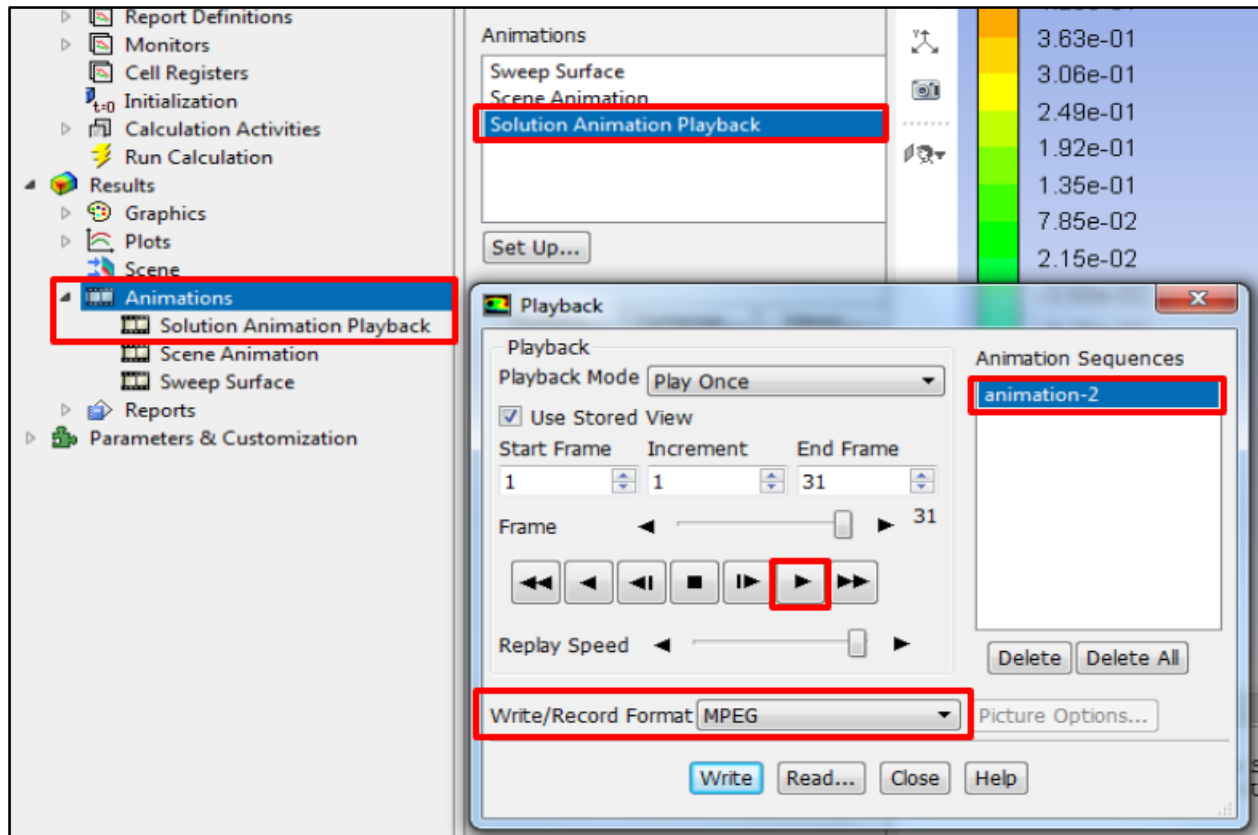 Report Definitions
Monitors
Cell Registers
t=0 Initialization
Calculation Activities
Run Calculation
Results
Graphics
Plots
Scene
Animations
Solution Animation Playback
Scene Animation
Sweep Surface
Reports
Parameters & Customization
Animations
Sweep Surface
Scene Animation
Solution Animation Playback
Set Up...
3.63e-01
3.06e-01
2.49e-01
1.92e-01
1.35e-01
7.85e-02
2.15e-02
Playback
Playback
Playback Mode Play Once
Use Stored View
Start Frame Increment End Frame
1 1 31
Frame 31
Replay Speed
Animation Sequences
animation-2
Delete Delete All
Write/Record Format MPEG Picture Options...
Write Read... Close Help